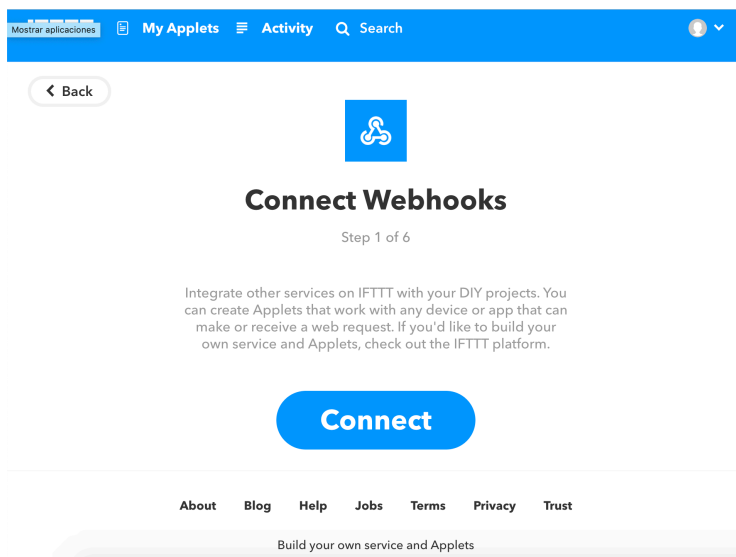 Mostrar aplicaciones
My Applets
Activity
Search
Back
Connect Webhooks
Step 1 of 6
Integrate other services on IFTTT with your DIY projects. You
can create Applets that work with any device or app that can
make or receive a web request. If you'd like to build your
own service and Applets, check out the IFTTT platform.
Connect
About Blog Help Jobs Terms Privacy Trust
Build your own service and Applets